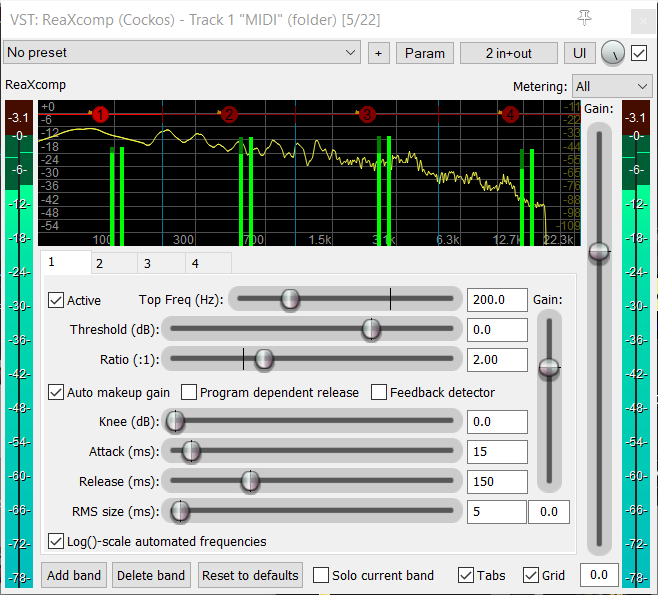 VST: ReaXcomp (Cockos) - Track 1 "MIDI" (folder) [5/22]
No preset + Param 2 in+out UI
ReaXcomp Metering: All
Gain:
-3.1 +0 1 2 3 4 -11 -3.1
-0- -6 -22 -0-
-12 -33
-6- -18 -44 -6-
-24 -55
-12- -30 -66 -12-
-36 -76
-42 -87
-18- -48 -98 -18-
-54 -109
100 300 700 1.5k 3.1k 6.3k 12.7k 22.3k
-24- 1 2 3 4 -24-
-30- Active Top Freq (Hz): 200.0 Gain: -30-
-36- Threshold (dB): 0.0 -36-
Ratio (:1): 2.00
-42- -42-
-48- Auto makeup gain Program dependent release Feedback detector -48-
Knee (dB): 0.0
-54- Attack (ms): 15 -54-
-60- Release (ms): 150 -60-
-66- RMS size (ms): 5 0.0 -66-
-72- Log()-scale automated frequencies -72-
-78- Add band Delete band Reset to defaults Solo current band Tabs Grid 0.0 -78-